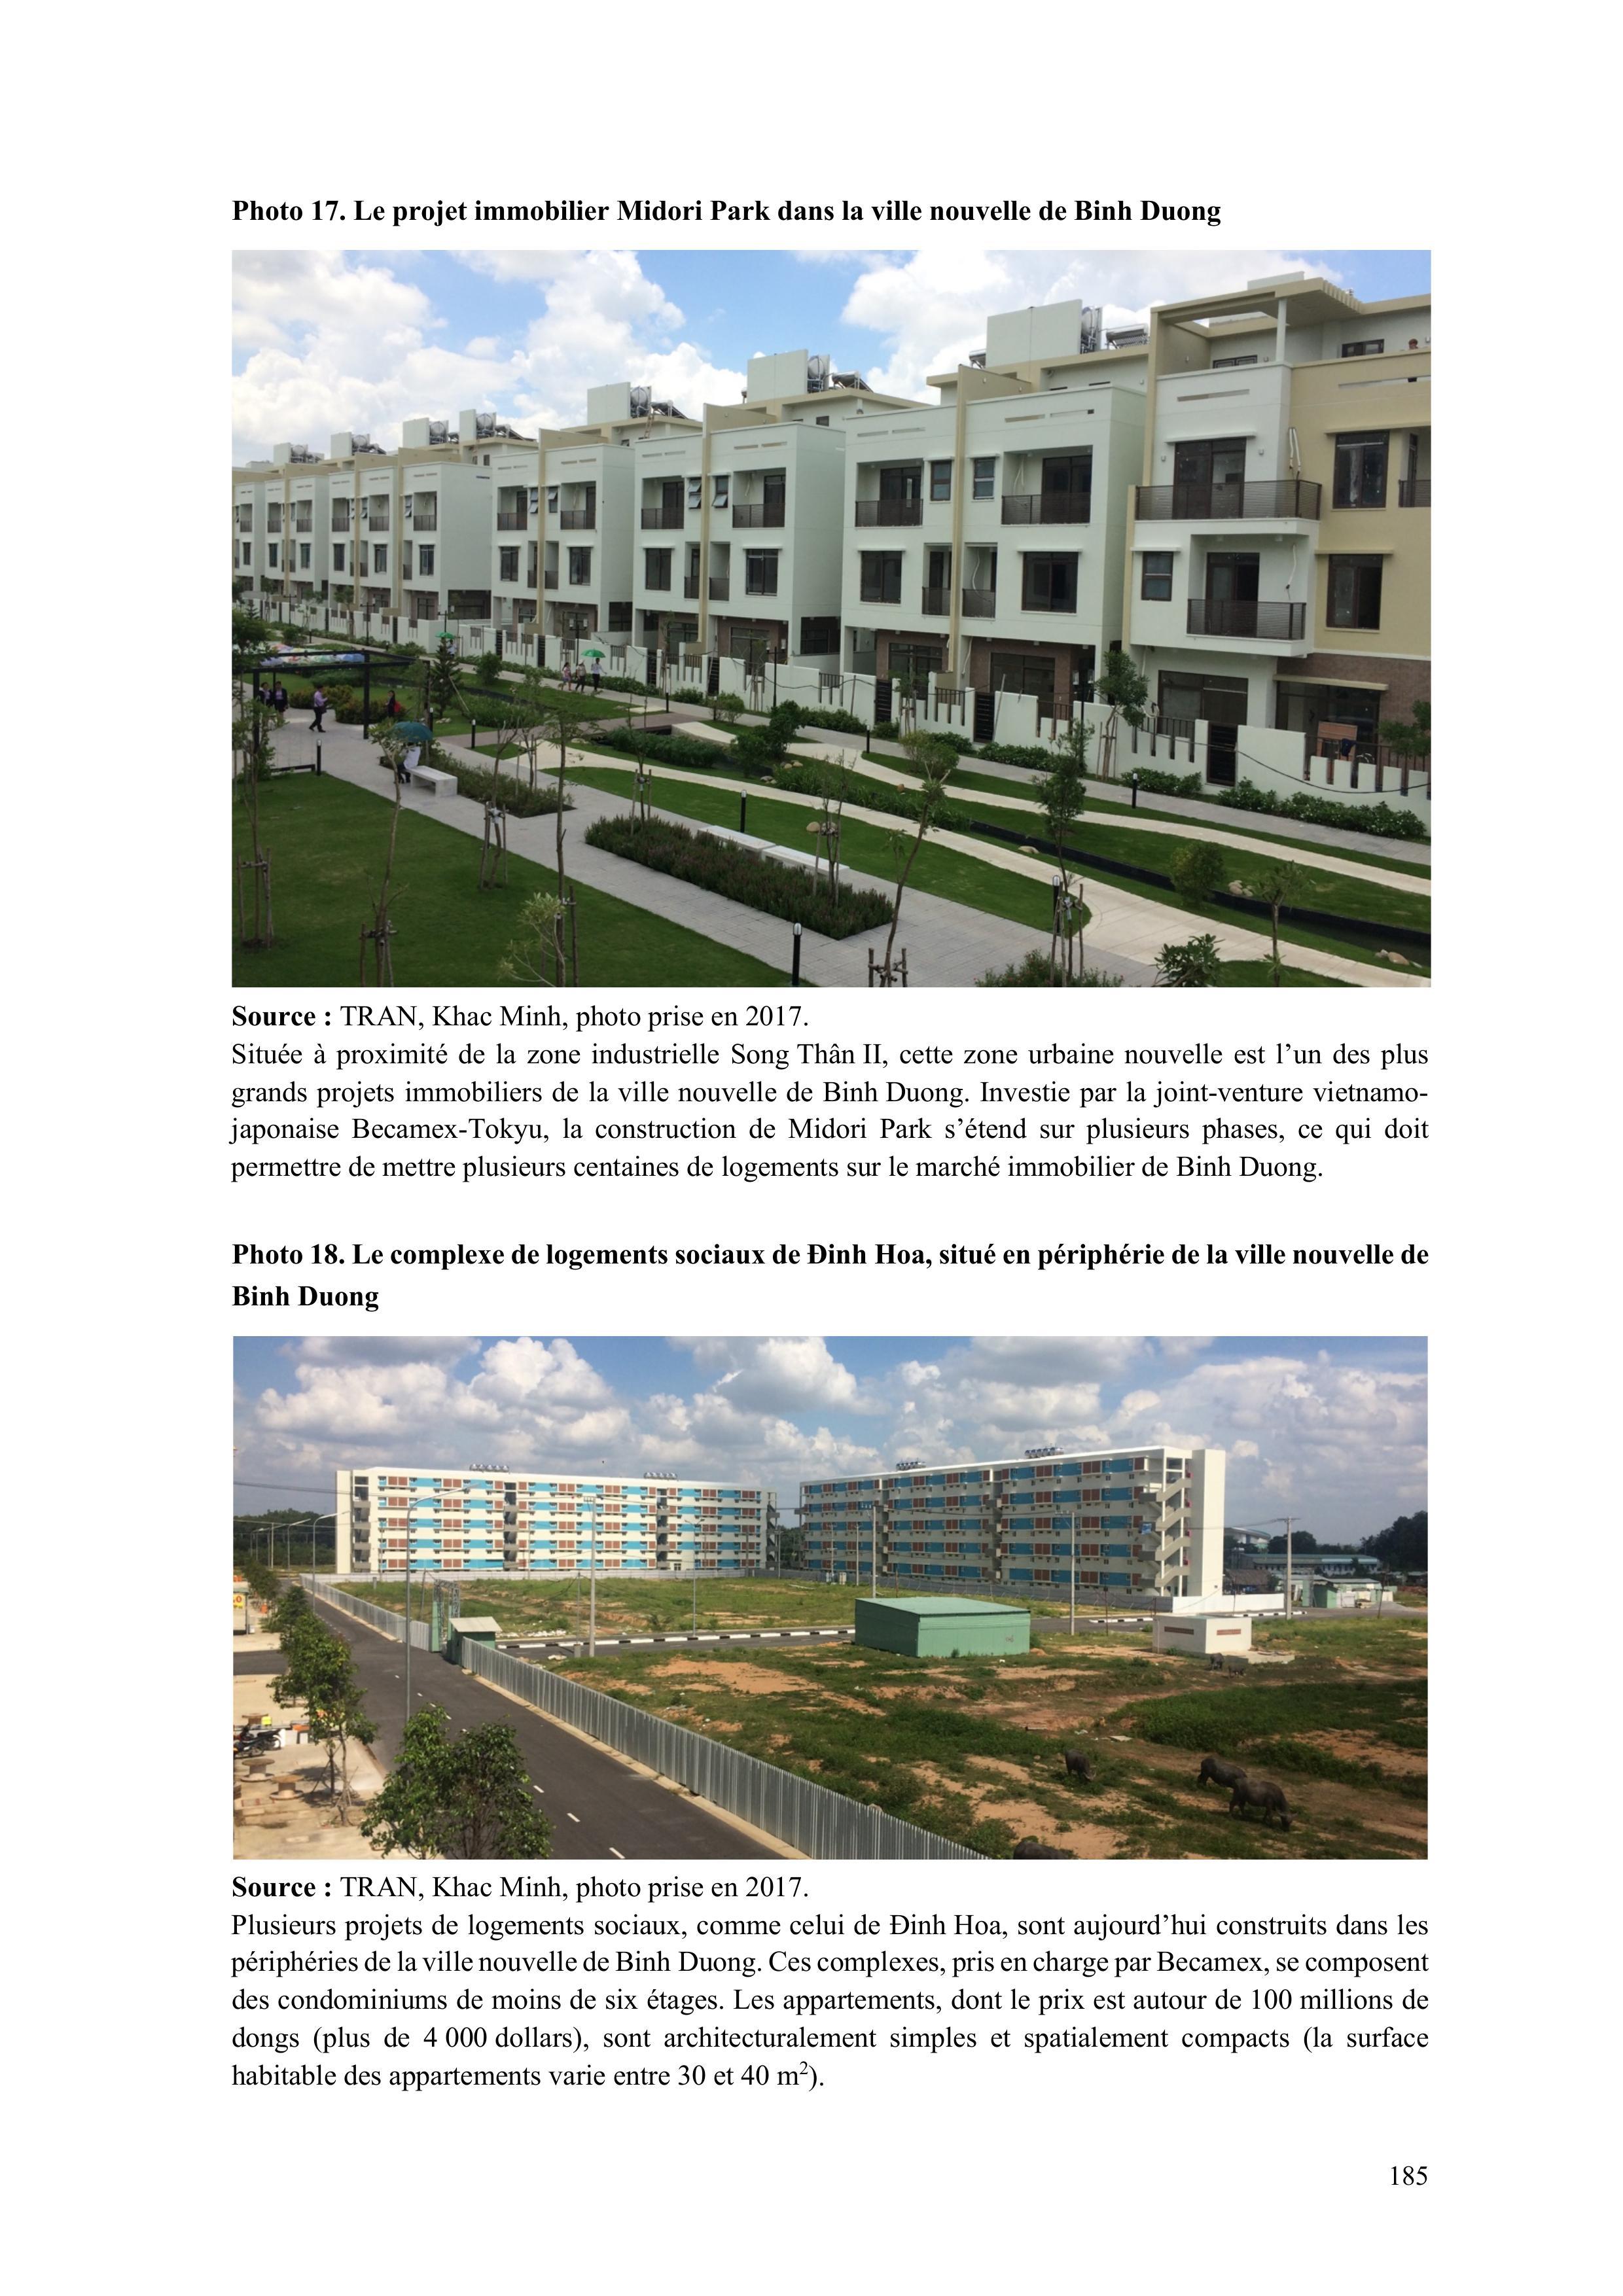 Photo 17. Le projet immobilier Midori Park dans la ville nouvelle de Binh Duong
Source : TRAN, Khac Minh, photo prise en 2017.
Située à proximité de la zone industrielle Song Thân II, cette zone urbaine nouvelle est l’un des plus
grands projets immobiliers de la ville nouvelle de Binh Duong. Investie par la joint-venture vietnamo-
japonaise Becamex-Tokyu, la construction de Midori Park s’étend sur plusieurs phases, ce qui doit
permettre de mettre plusieurs centaines de logements sur le marché immobilier de Binh Duong.
Photo 18. Le complexe de logements sociaux de Đinh Hoa, situé en périphérie de la ville nouvelle de
Binh Duong
Source : TRAN, Khac Minh, photo prise en 2017.
Plusieurs projets de logements sociaux, comme celui de Đinh Hoa, sont aujourd’hui construits dans les
périphéries de la ville nouvelle de Binh Duong. Ces complexes, pris en charge par Becamex, se composent
des condominiums de moins de six étages. Les appartements, dont le prix est autour de 100 millions de
dongs (plus de 4 000 dollars), sont architecturalement simples et spatialement compacts (la surface
habitable des appartements varie entre 30 et 40 m²).
185